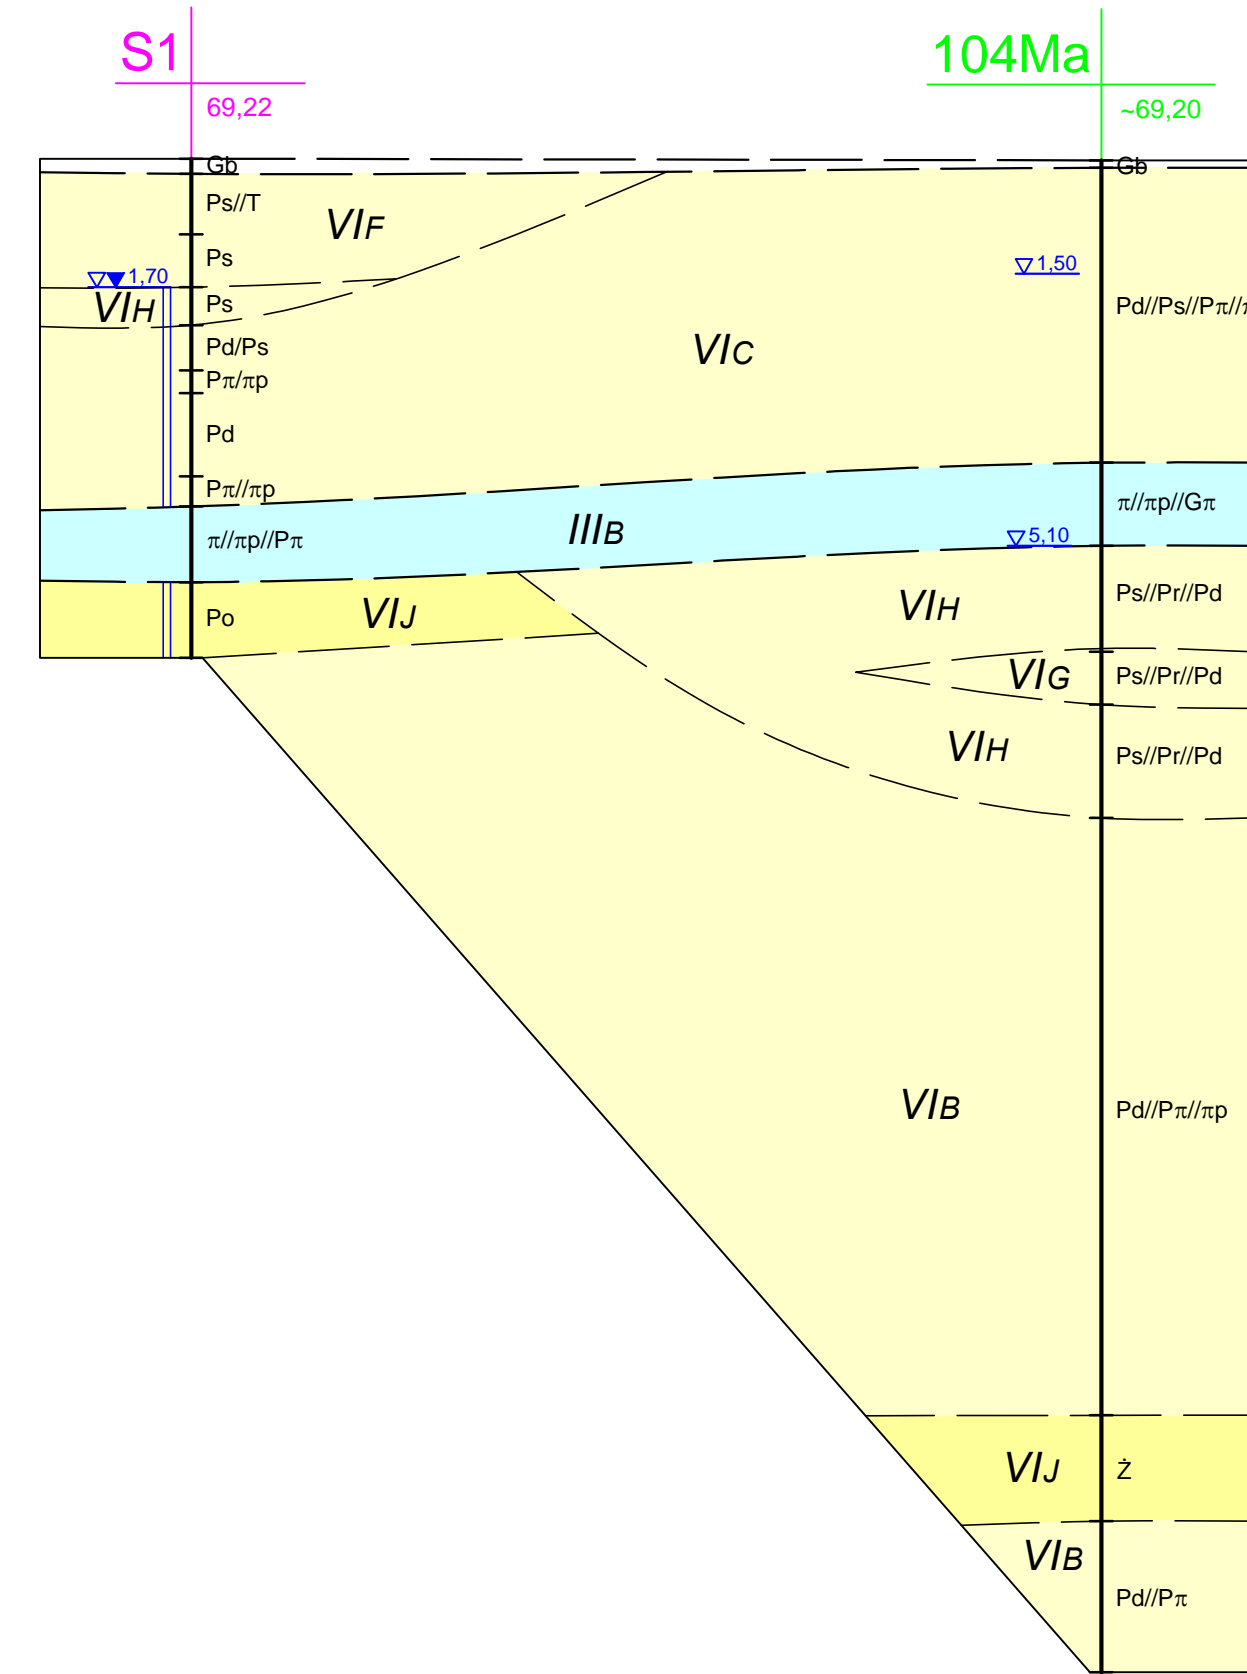 S1
104Ma
69,22
~69,20
Gb
Gb
Ps//T
VIF
Ps
1,70
1,50
VIH
Ps
Pd//Ps//Pπ//
Pd/Ps
VIC
Pπ/πp
Pd
Pπ//πp
π//πp//Gπ
IIIB
5,10
π//πp//Pπ
Ps//Pr//Pd
VIH
VIJ
Po
VIG
Ps//Pr//Pd
VIH
Ps//Pr//Pd
VIB
Pd//Pπ//πp
VIJ
Ż
VIB
Pd//Pπ